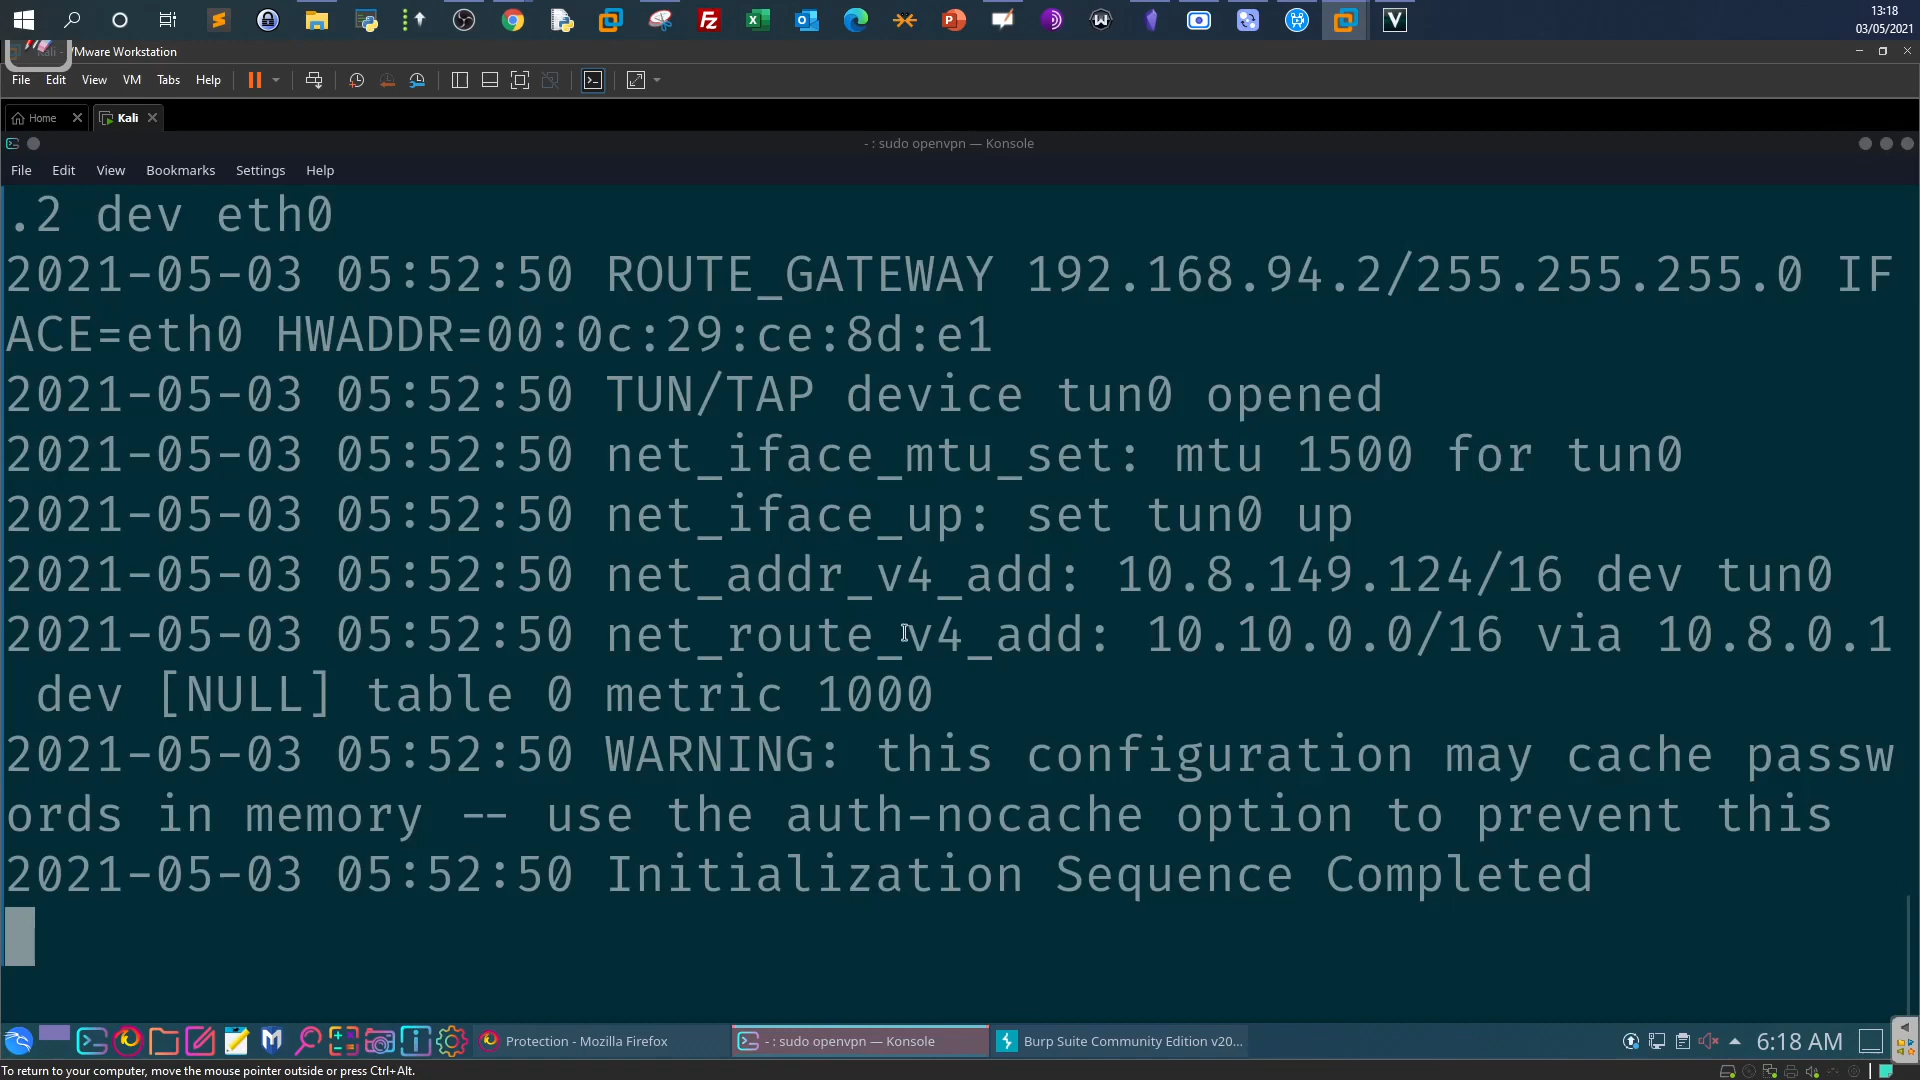 13:18
03/05/2021
VMware Workstation
File Edit View VM Tabs Help
Home Kali
- : sudo openvpn — Konsole
File Edit View Bookmarks Settings Help
.2 dev eth0
2021-05-03 05:52:50 ROUTE_GATEWAY 192.168.94.2/255.255.255.0 IF
ACE=eth0 HWADDR=00:0c:29:ce:8d:e1
2021-05-03 05:52:50 TUN/TAP device tun0 opened
2021-05-03 05:52:50 net_iface_mtu_set: mtu 1500 for tun0
2021-05-03 05:52:50 net_iface_up: set tun0 up
2021-05-03 05:52:50 net_addr_v4_add: 10.8.149.124/16 dev tun0
2021-05-03 05:52:50 net_route_v4_add: 10.10.0.0/16 via 10.8.0.1
dev [NULL] table 0 metric 1000
2021-05-03 05:52:50 WARNING: this configuration may cache passw
ords in memory -- use the auth-nocache option to prevent this
2021-05-03 05:52:50 Initialization Sequence Completed
Protection - Mozilla Firefox
- : sudo openvpn — Konsole
Burp Suite Community Edition v20...
6:18 AM
To return to your computer, move the mouse pointer outside or press Ctrl+Alt.